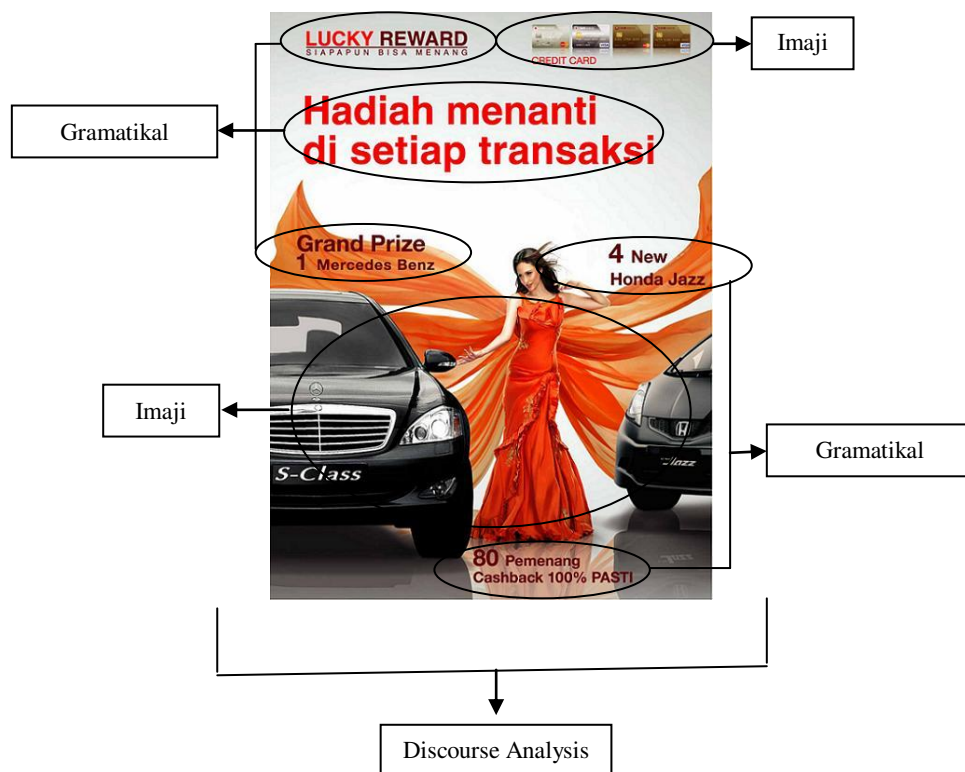 LUCKY REWARD
SIAPAPUN BISA MENANG
CREDIT CARD
Imaji
Hadiah menanti
di setiap transaksi
Gramatikal
Grand Prize
1 Mercedes Benz
4 New
Honda Jazz
Imaji
S-Class
Jazz
Gramatikal
80 Pemenang
Cashback 100% PASTI
Discourse Analysis